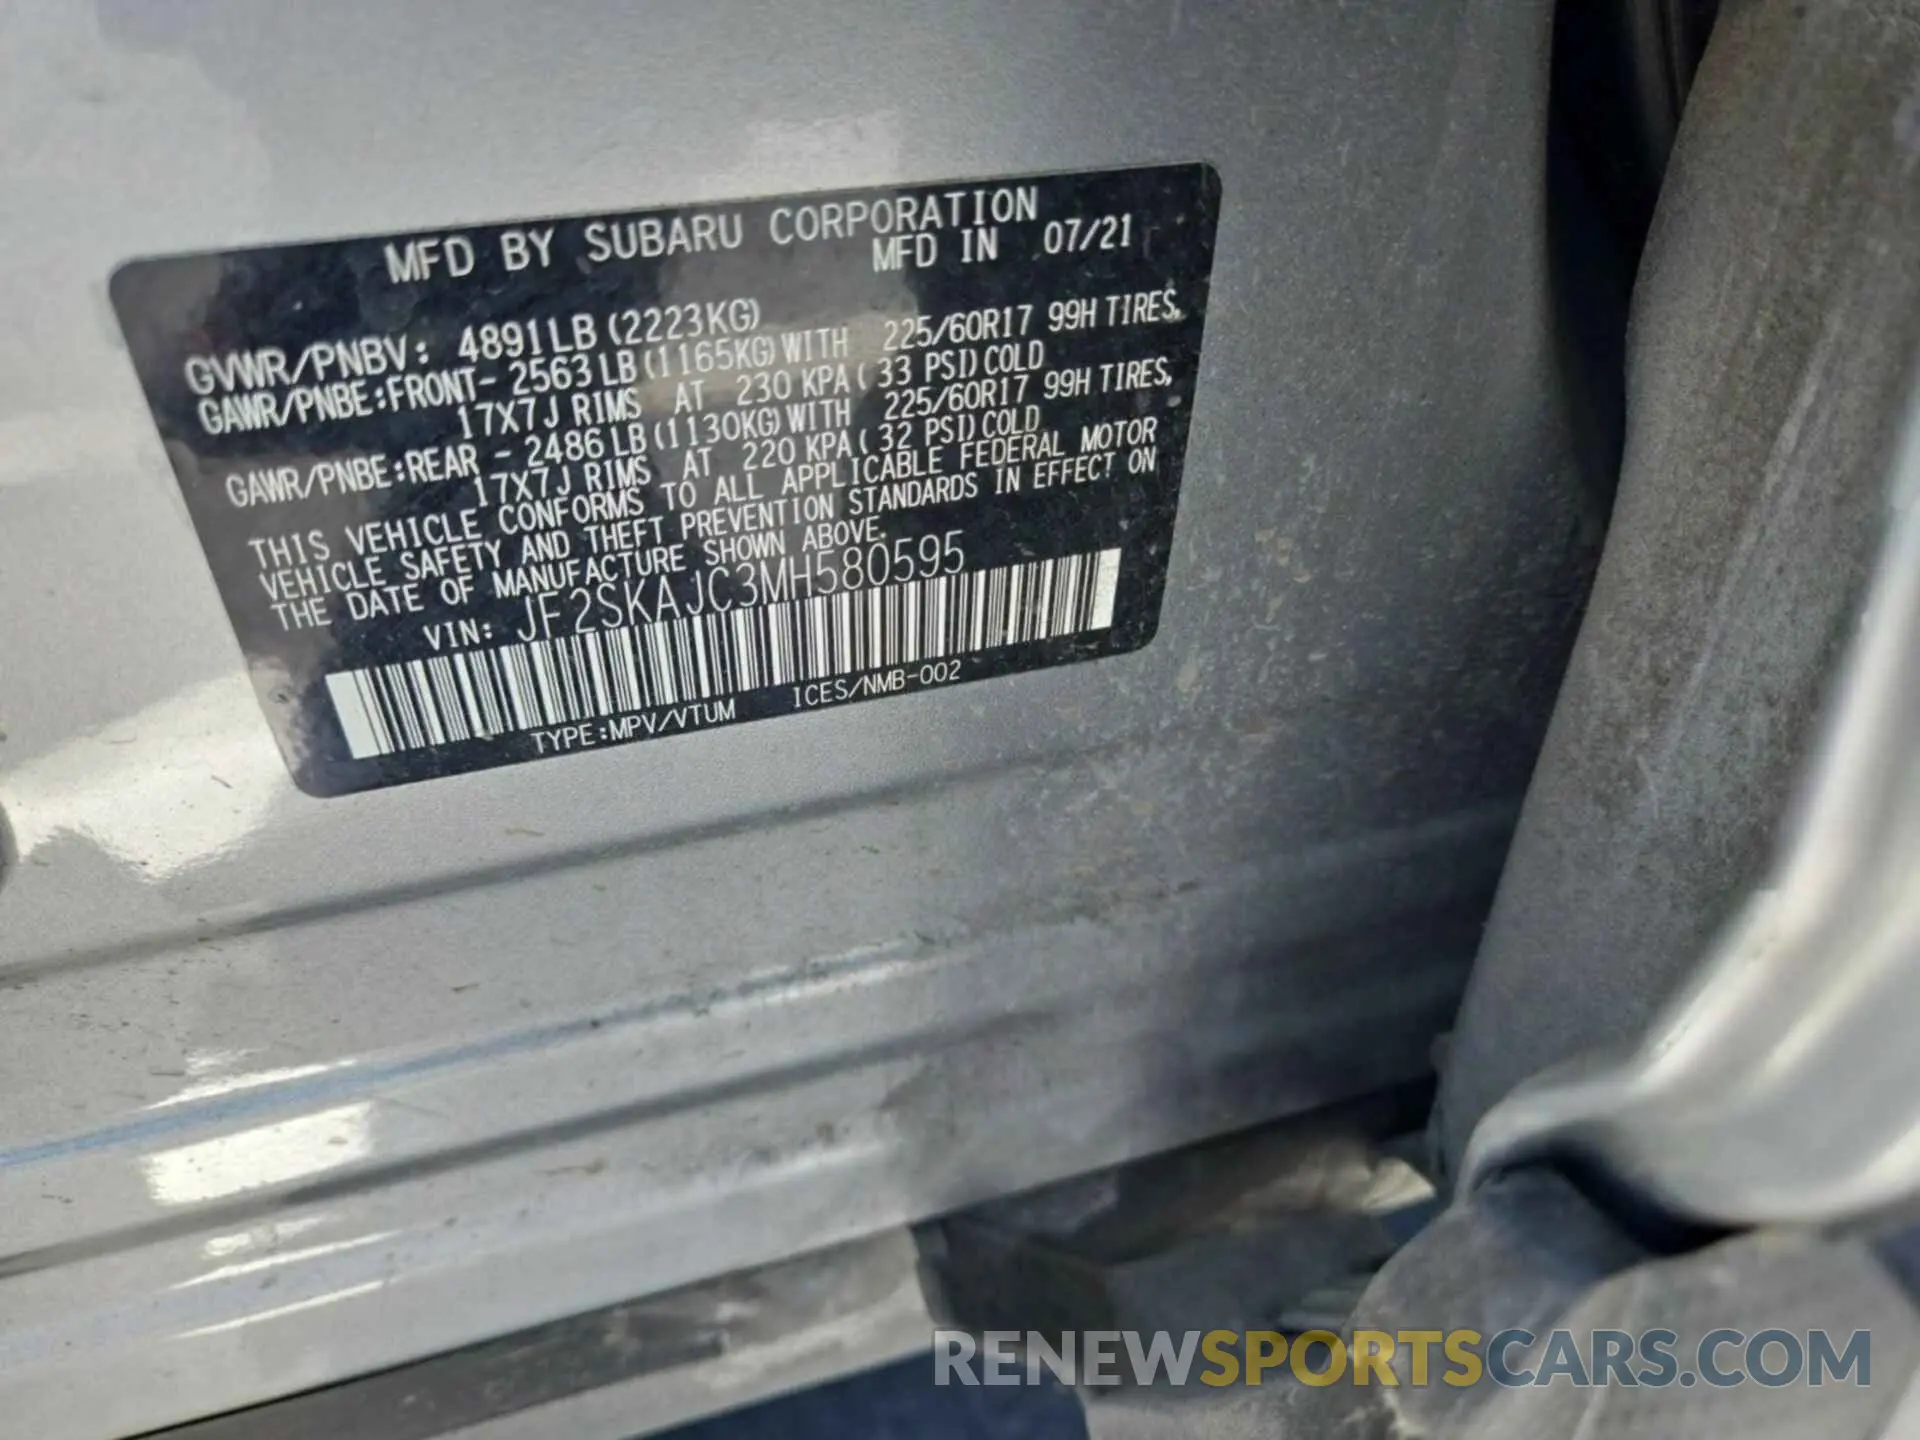 MFD BY SUBARU CORPORATION
MFD IN 07/21
GVWR/PNBV: 4891LB (2223KG)
GAWR/PNBE:FRONT- 2563 LB (1165KG) WITH 225/60R17 99H TIRES,
17X7J RIMS AT 230 KPA ( 33 PSI) COLD
GAWR/PNBE:REAR - 2486 LB (1130KG) WITH 225/60R17 99H TIRES,
17X7J RIMS AT 220 KPA ( 32 PSI) COLD
THIS VEHICLE CONFORMS TO ALL APPLICABLE FEDERAL MOTOR
VEHICLE SAFETY AND THEFT PREVENTION STANDARDS IN EFFECT ON
THE DATE OF MANUFACTURE SHOWN ABOVE.
VIN: JF2SKAJC3MH580595
TYPE:MPV/VTUM ICES/NMB-002
RENEWSPORTSCARS.COM